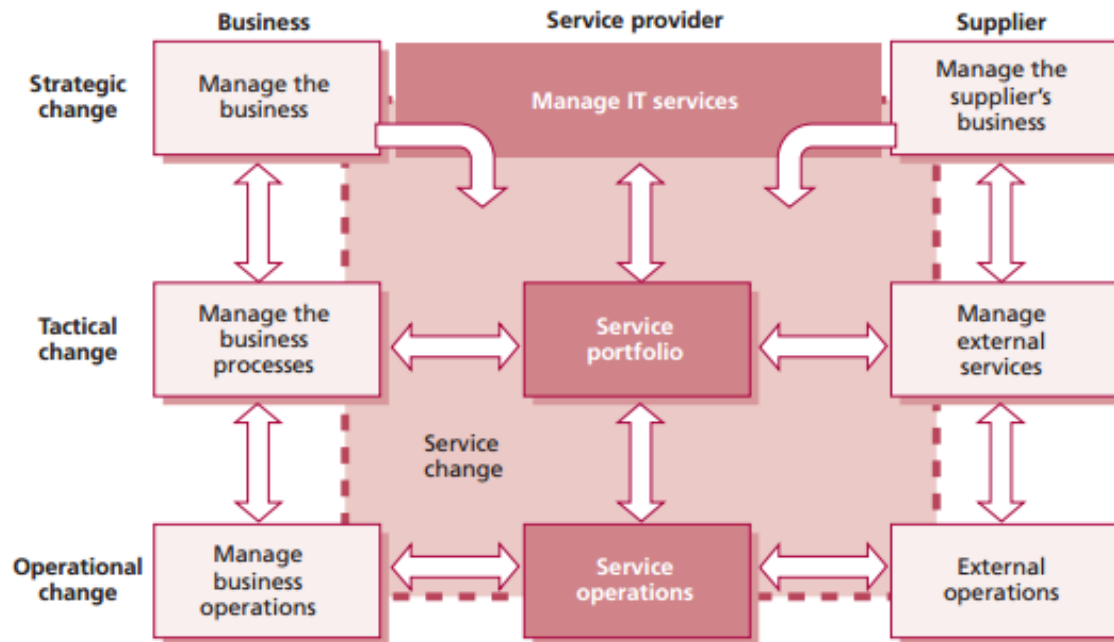 Business
Service provider
Supplier
Strategic
change
Manage the
business
Manage IT services
Manage the
supplier's
business
Tactical
change
Manage the
business
processes
Service
portfolio
Manage
external
services
Service
change
Operational
change
Manage
business
operations
Service
operations
External
operations